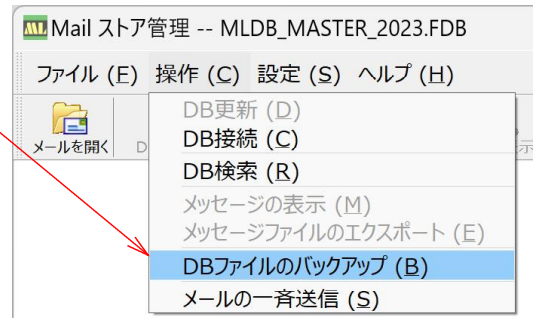 Mail ストア管理 -- MLDB_MASTER_2023.FDB
ファイル (F) 操作 (C) 設定 (S) ヘルプ (H)
DB更新 (D)
メールを開く D
DB接続 (C)
DB検索 (R)
メッセージの表示 (M)
メッセージファイルのエクスポート (E)
DBファイルのバックアップ (B)
メールの一斉送信 (S)